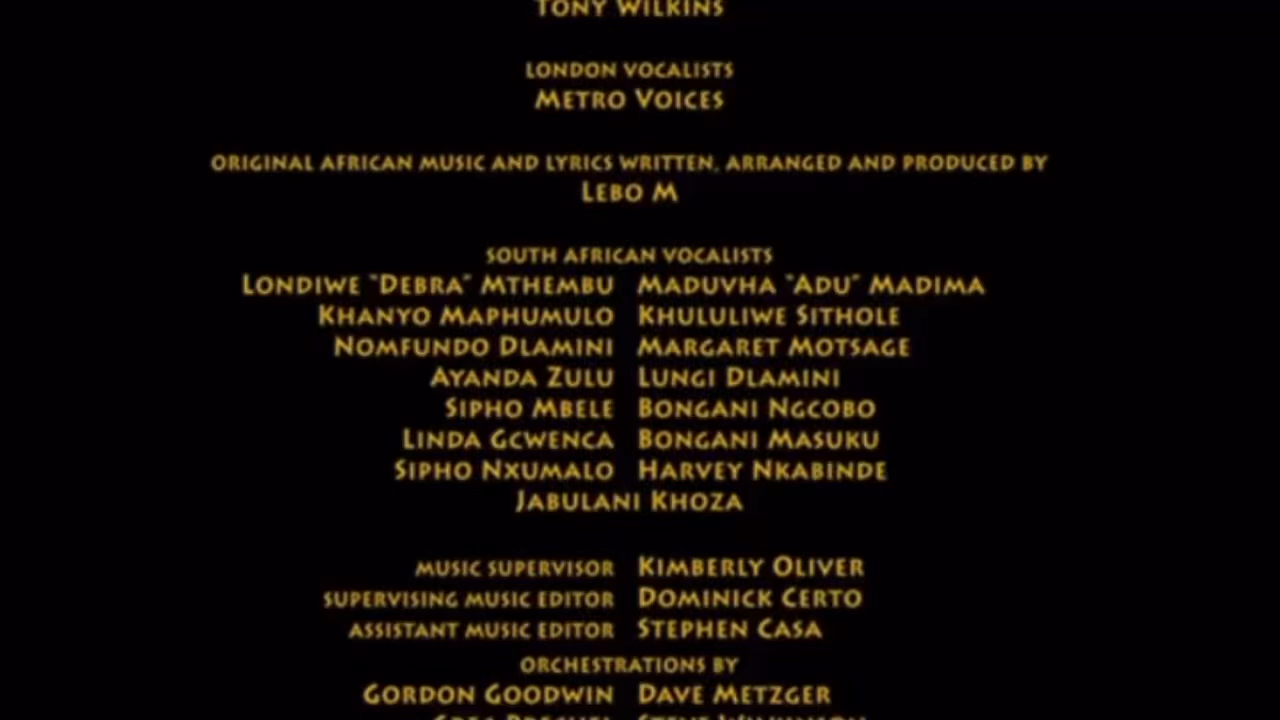 TONY WILKINS
LONDON VOCALISTS
METRO VOICES
ORIGINAL AFRICAN MUSIC AND LYRICS WRITTEN, ARRANGED AND PRODUCED BY
LEBO M
SOUTH AFRICAN VOCALISTS
LONDIWE "DEBRA" MTHEMBU MADUVHA "ADU" MADIMA
KHANYO MAPHUMULO KHULULIWE SITHOLE
NOMFUNDO DLAMINI MARGARET MOTSAGE
AYANDA ZULU LUNGI DLAMINI
SIPHO MBELE BONGANI NGCOBO
LINDA GCWENCA BONGANI MASUKU
SIPHO NXUMALO HARVEY NKABINDE
JABULANI KHOZA
MUSIC SUPERVISOR KIMBERLY OLIVER
SUPERVISING MUSIC EDITOR DOMINICK CERTO
ASSISTANT MUSIC EDITOR STEPHEN CASA
ORCHESTRATIONS BY
GORDON GOODWIN DAVE METZGER